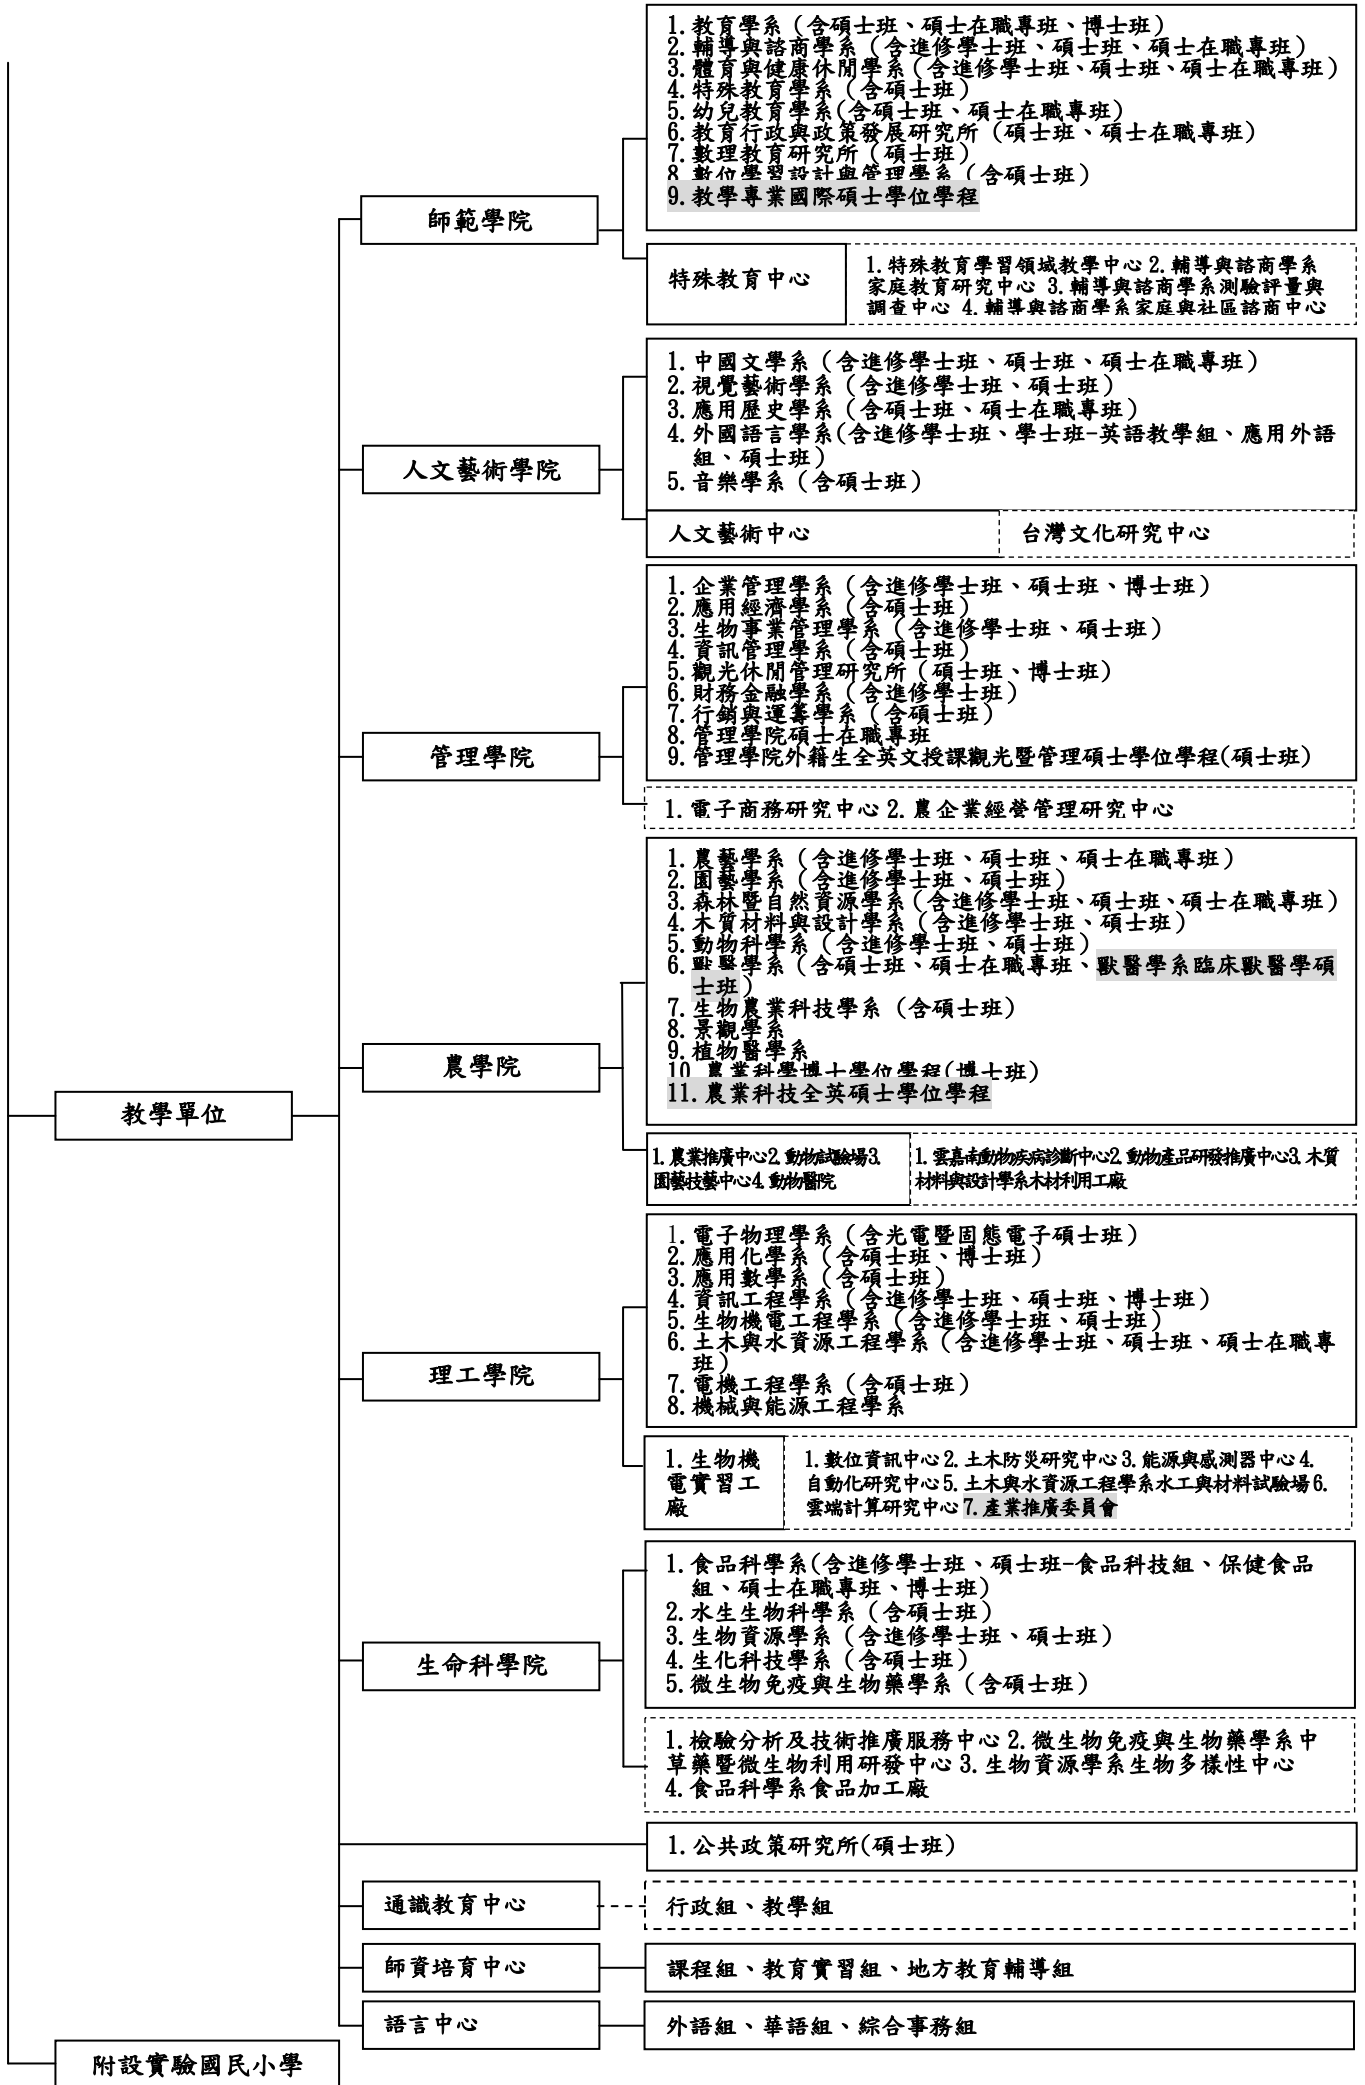 1.教育學系（含碩士班、碩士在職專班、博士班）
2.輔導與諮商學系（含進修學士班、碩士班、碩士在職專班）
3.體育與健康休閒學系(含進修學士班、碩士班、碩士在職專班）
4.特殊教育學系（含碩士班）
5.幼兒教育學系(含碩士班、碩士在職專班）
6.教育行政與政策發展研究所（碩士班、碩士在職專班）
7.數理教育研究所（碩士班）
8.數位學習設計與管理學系（含碩士班）
9.教學專業國際碩士學位學程
師範學院
特殊教育中心
1.特殊教育學習領域教學中心 2.輔導與諮商學系
家庭教育研究中心 3.輔導與諮商學系測驗評量與
調查中心 4.輔導與諮商學系家庭與社區諮商中心
1.中國文學系（含進修學士班、碩士班、碩士在職專班）
2.視覺藝術學系（含進修學士班、碩士班）
3.應用歷史學系（含碩士班、碩士在職專班）
4.外國語言學系(含進修學士班、學士班-英語教學組、應用外語
組、碩士班）
5.音樂學系（含碩士班）
人文藝術學院
人文藝術中心
台灣文化研究中心
1.企業管理學系（含進修學士班、碩士班、博士班）
2.應用經濟學系（含碩士班）
3.生物事業管理學系（含進修學士班、碩士班）
4.資訊管理學系（含碩士班）
5.觀光休閒管理研究所（碩士班、博士班）
6.財務金融學系（含進修學士班）
7.行銷與運籌學系（含碩士班）
8.管理學院碩士在職專班
9.管理學院外籍生全英文授課觀光暨管理碩士學位學程(碩士班)
管理學院
1.電子商務研究中心 2.農企業經營管理研究中心
1.農藝學系（含進修學士班、碩士班、碩士在職專班）
2.園藝學系（含進修學士班、碩士班）
3.森林暨自然資源學系(含進修學士班、碩士班、碩士在職專班）
4.木質材料與設計學系（含進修學士班、碩士班）
5.動物科學系（含進修學士班、碩士班）
6.獸醫學系（含碩士班、碩士在職專班、獸醫學系臨床獸醫學碩
士班）
7.生物農業科技學系（含碩士班）
8.景觀學系
9.植物醫學系
10.農業科學博士學位學程(博士班)
11.農業科技全英碩士學位學程
農學院
教學單位
1.農業推廣中心2.動物試驗場3.
園藝技藝中心4.動物醫院
1.雲嘉南動物疾病診斷中心2.動物產品研發推廣中心3.木質
材料與設計學系木材利用工廠
1.電子物理學系（含光電暨固態電子碩士班）
2.應用化學系（含碩士班、博士班）
3.應用數學系（含碩士班）
4.資訊工程學系（含進修學士班、碩士班、博士班）
5.生物機電工程學系（含進修學士班、碩士班）
6.土木與水資源工程學系（含進修學士班、碩士班、碩士在職專
班）
7.電機工程學系（含碩士班）
8.機械與能源工程學系
理工學院
1.生物機
電實習工
廠
1.數位資訊中心 2.土木防災研究中心 3.能源與感測器中心 4.
自動化研究中心 5.土木與水資源工程學系水工與材料試驗場 6.
雲端計算研究中心 7.產業推廣委員會
1.食品科學系(含進修學士班、碩士班-食品科技組、保健食品
組、碩士在職專班、博士班)
2.水生生物科學系（含碩士班）
3.生物資源學系（含進修學士班、碩士班）
4.生化科技學系（含碩士班）
5.微生物免疫與生物藥學系（含碩士班）
生命科學院
1.檢驗分析及技術推廣服務中心 2.微生物免疫與生物藥學系中
草藥暨微生物利用研發中心 3.生物資源學系生物多樣性中心
4.食品科學系食品加工廠
1.公共政策研究所(碩士班)
通識教育中心
行政組、教學組
師資培育中心
課程組、教育實習組、地方教育輔導組
語言中心
外語組、華語組、綜合事務組
附設實驗國民小學